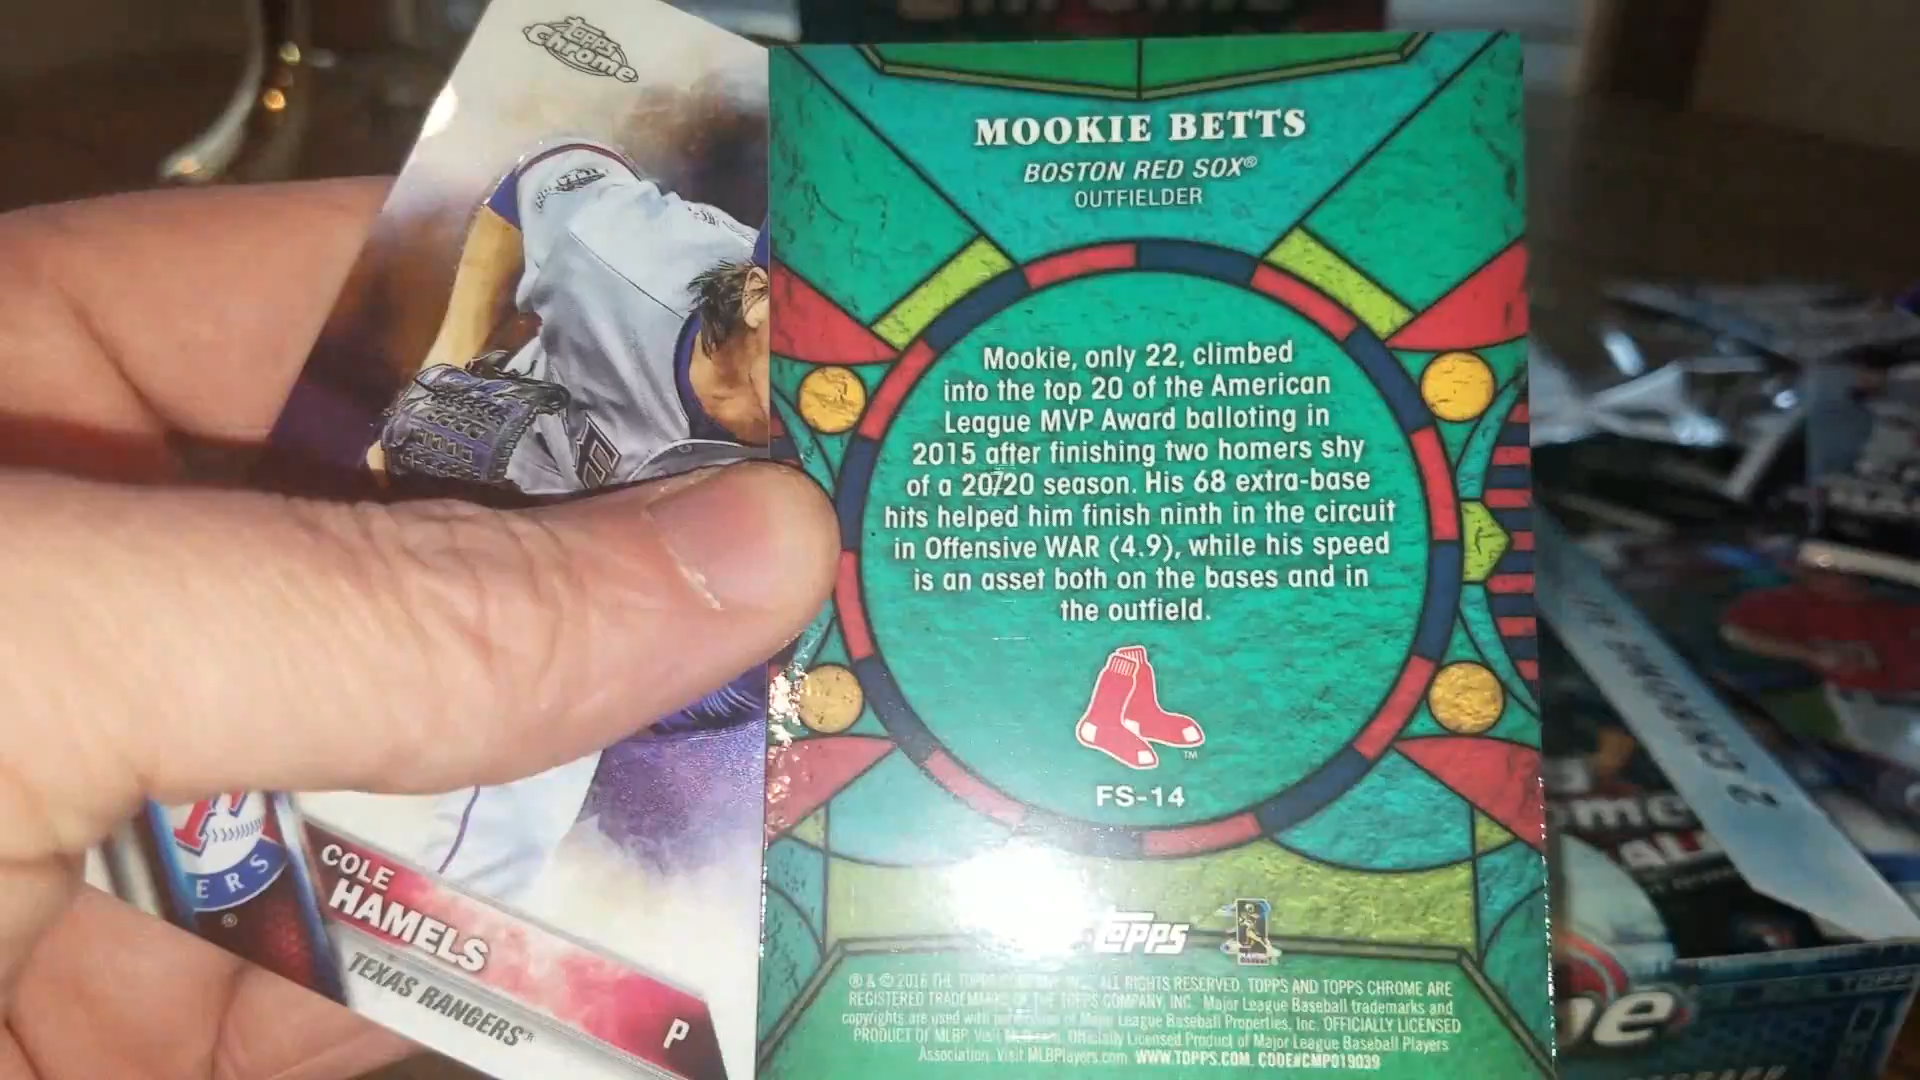 topps
Chrome
COLE
HAMELS
TEXAS RANGERS
P
ERS
®
MOOKIE BETTS
BOSTON RED SOX®
OUTFIELDER
Mookie, only 22, climbed
into the top 20 of the American
League MVP Award balloting in
2015 after finishing two homers shy
of a 20/20 season. His 68 extra-base
hits helped him finish ninth in the circuit
in Offensive WAR (4.9), while his speed
is an asset both on the bases and in
the outfield.
TM
FS-14
Topps
® & © 2016 THE TOPPS COMPANY, INC. ALL RIGHTS RESERVED. TOPPS AND TOPPS CHROME ARE
REGISTERED TRADEMARKS OF THE TOPPS COMPANY, INC. Major League Baseball trademarks and
copyrights are used with permission of Major League Baseball Properties, Inc. OFFICIALLY LICENSED
PRODUCT OF MLBP. Visit Officially Licensed Product of Major League Baseball Players
Association. Visit MLBPlayers.com. WWW.TOPPS.COM. CODE#CMP019039